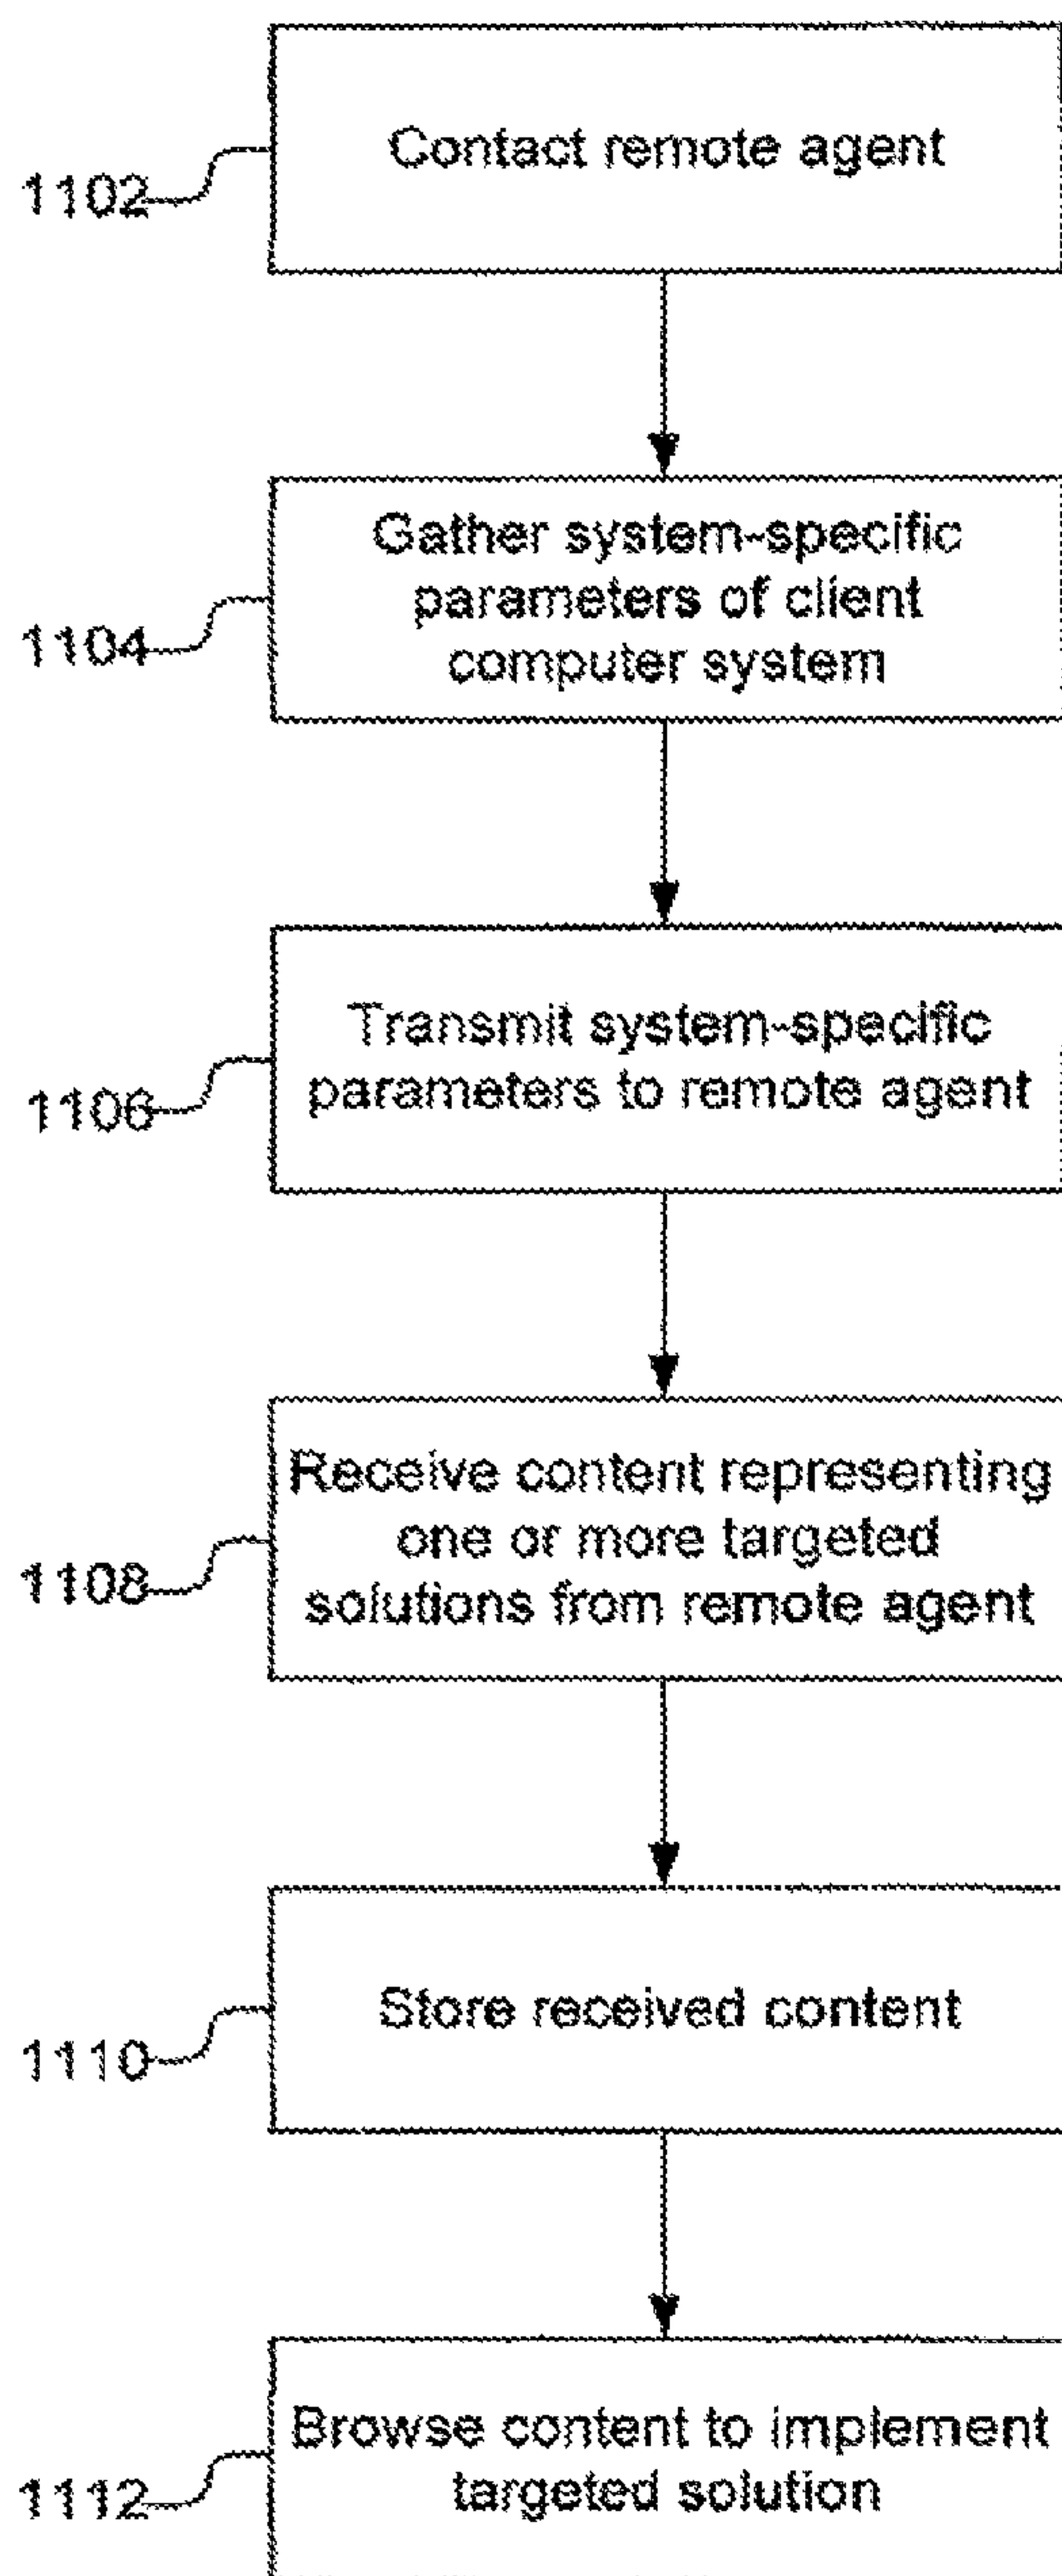 Contact remote agent
1102
Gather system-specific
parameters of client
computer system
1104
Transmit system-specific
parameters to remote agent
1106
Receive content representing
one or more targeted
solutions from remote agent
1108
Store received content
1110
Browse content to implement
targeted solution
1112